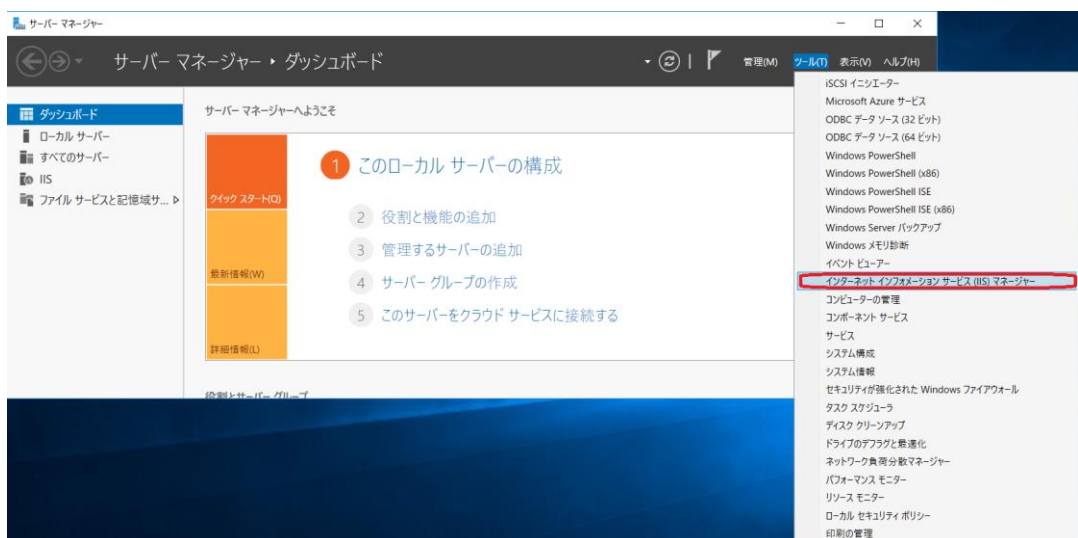 サーバー マネージャー
サーバー マネージャー ・ ダッシュボード
管理(M) ツール(T) 表示(V) ヘルプ(H)
ダッシュボード
ローカル サーバー
すべてのサーバー
IIS
ファイル サービスと記憶域サ...
サーバー マネージャーへようこそ
クイック スタート(Q)
最新情報(W)
詳細情報(L)
1 このローカル サーバーの構成
2 役割と機能の追加
3 管理するサーバーの追加
4 サーバー グループの作成
5 このサーバーをクラウド サービスに接続する
役割とサーバー グループ
iSCSI イニシエーター
Microsoft Azure サービス
ODBC データ ソース (32 ビット)
ODBC データ ソース (64 ビット)
Windows PowerShell
Windows PowerShell (x86)
Windows PowerShell ISE
Windows PowerShell ISE (x86)
Windows Server バックアップ
Windows メモリ診断
イベント ビューアー
インターネット インフォメーション サービス (IIS) マネージャー
コンピューターの管理
コンポーネント サービス
サービス
システム構成
システム情報
セキュリティが強化された Windows ファイアウォール
タスク スケジューラ
ディスク クリーンアップ
ドライブのデフラグと最適化
ネットワーク負荷分散マネージャー
パフォーマンス モニター
リソース モニター
ローカル セキュリティ ポリシー
印刷の管理